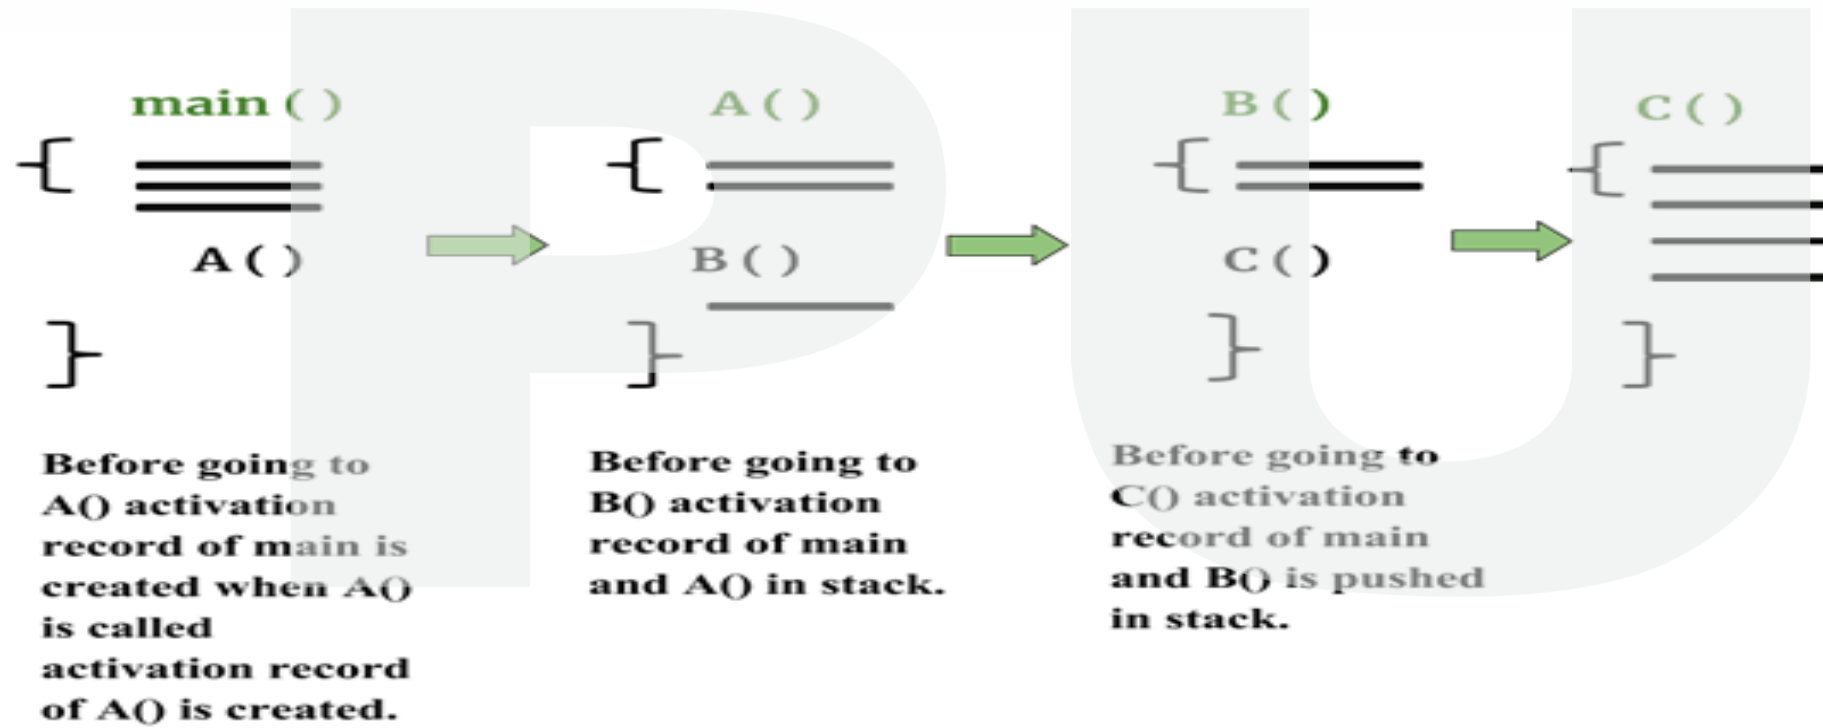 main ( )
A ( )
A ( )
B ( )
B ( )
C ( )
C ( )
Before going to
A() activation
record of main is
created when A()
is called
activation record
of A() is created.
Before going to
B() activation
record of main
and A() in stack.
Before going to
C() activation
record of main
and B() is pushed
in stack.
PU